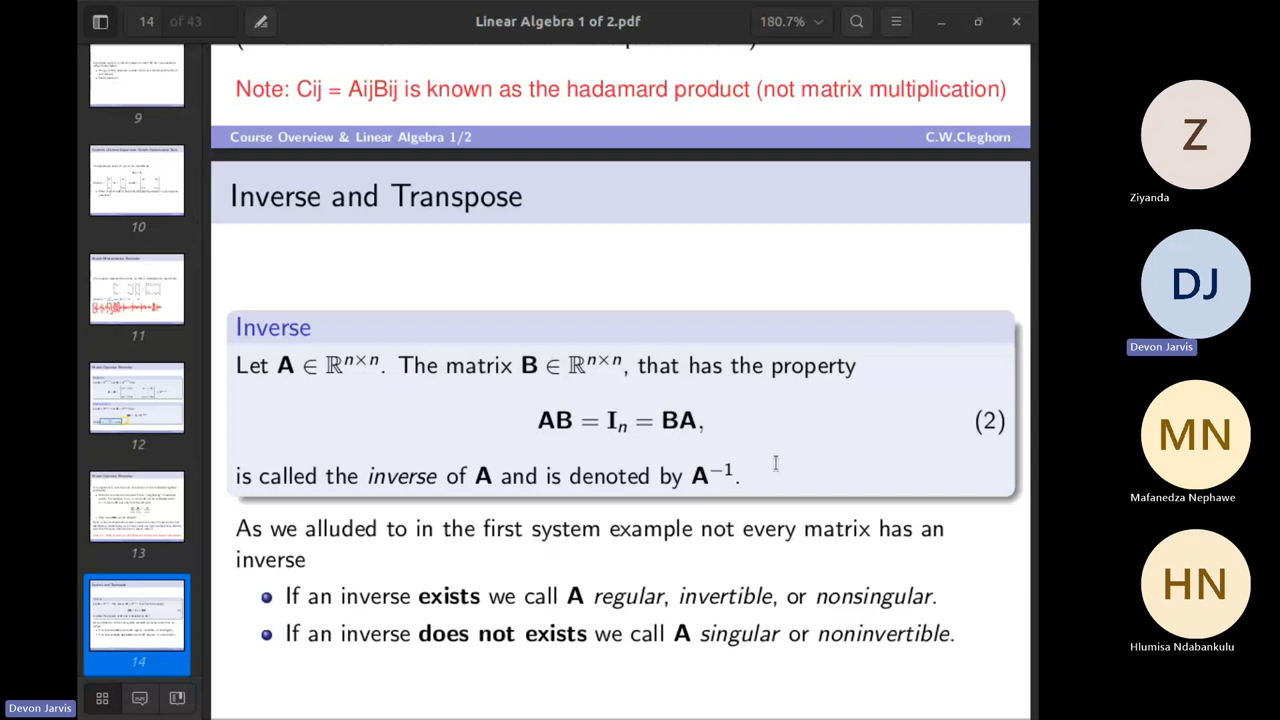 14 of 43
Linear Algebra 1 of 2.pdf
180.7%
Note: Cij = AijBij is known as the hadamard product (not matrix multiplication)
Course Overview & Linear Algebra 1/2 C.W.Cleghorn
Inverse and Transpose
Inverse
Let A ∈ ℝⁿˣⁿ. The matrix B ∈ ℝⁿˣⁿ, that has the property
AB = Iₙ = BA, (2)
is called the inverse of A and is denoted by A⁻¹.
As we alluded to in the first system example not every matrix has an
inverse
If an inverse exists we call A regular, invertible, or nonsingular.
If an inverse does not exists we call A singular or noninvertible.
9
10
11
12
13
14
Z
Ziyanda
DJ
Devon Jarvis
MN
Mafanedza Nephawe
HN
Hlumisa Ndabankulu
Devon Jarvis